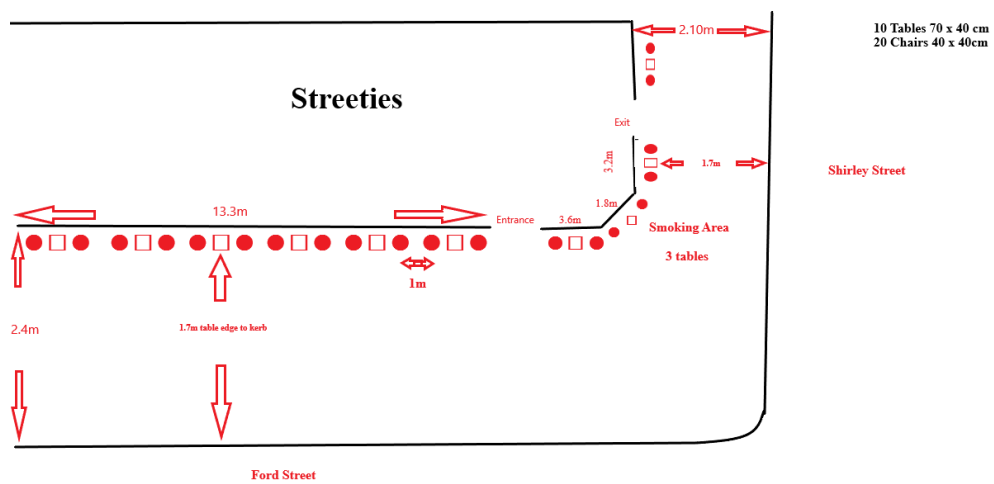 2.10m
10 Tables 70 x 40 cm
20 Chairs 40 x 40cm
Streeties
Exit
3.2m
1.7m
Shirley Street
13.3m
1.8m
Entrance
3.6m
Smoking Area
3 tables
1m
2.4m
1.7m table edge to kerb
Ford Street